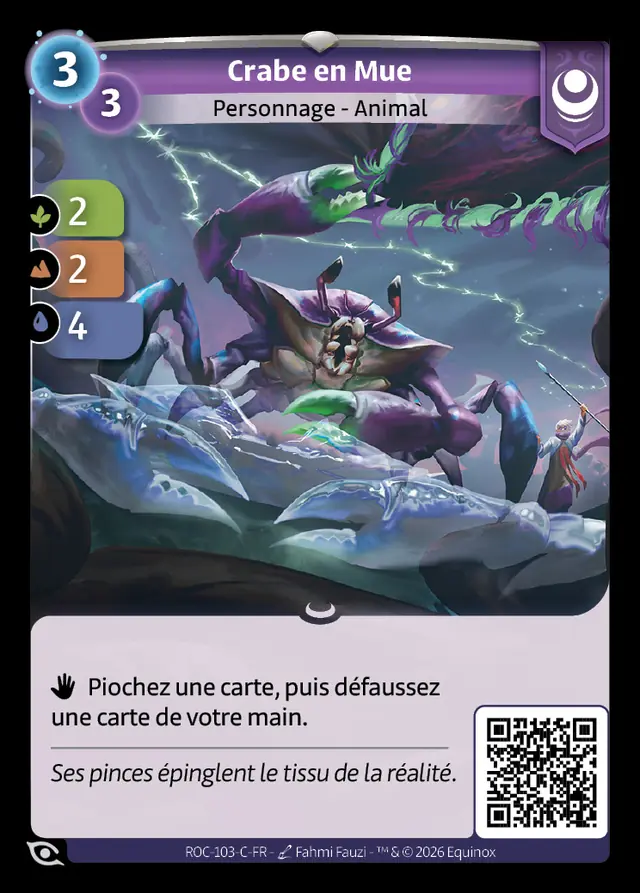 3
Crabe en Mue
3
Personnage - Animal
2
2
4
Piochez une carte, puis défaussez
une carte de votre main.
Ses pinces épinglent le tissu de la réalité.
ROC-103-C-FR - Fahmi Fauzi - ™ & © 2026 Equinox